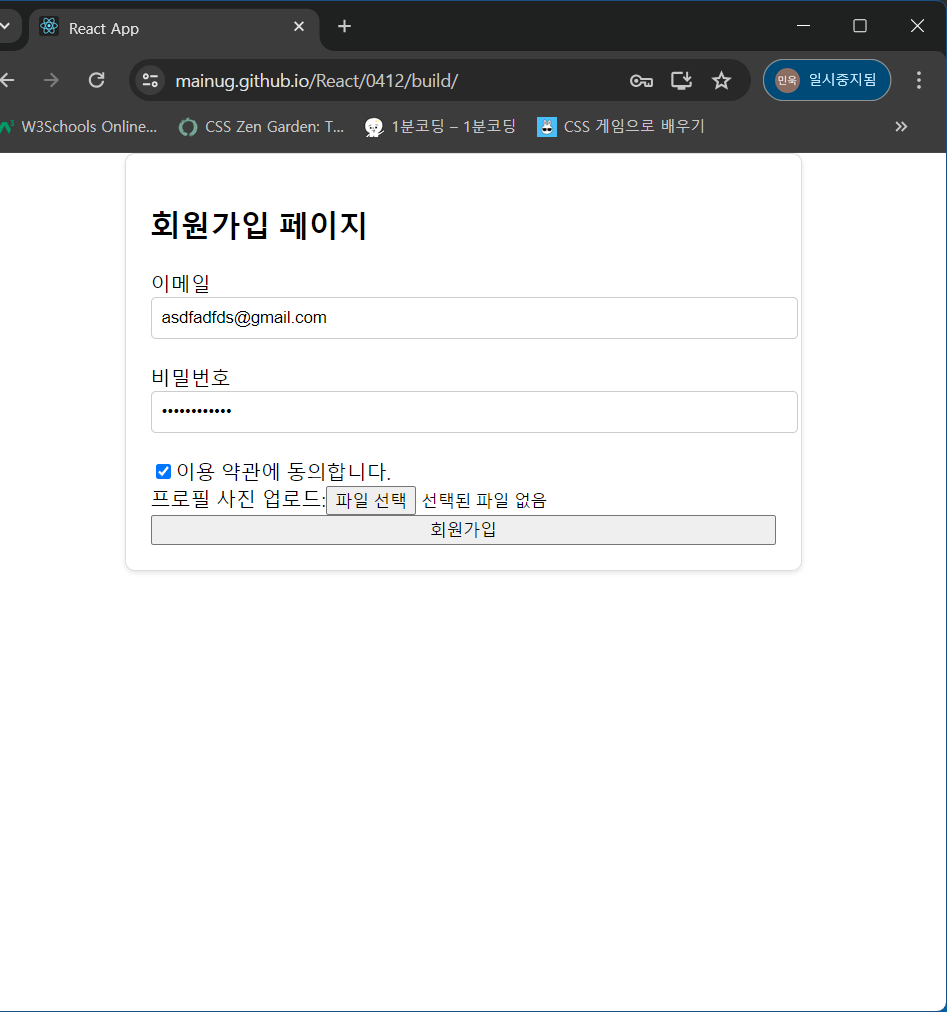 React App
mainug.github.io/React/0412/build/
민욱 일시중지됨
W3Schools Online... CSS Zen Garden: T... 1분코딩 – 1분코딩 CSS 게임으로 배우기
회원가입 페이지
이메일
asdfadfds@gmail.com
비밀번호
••••••••••••
이용 약관에 동의합니다.
프로필 사진 업로드: 파일 선택 선택된 파일 없음
회원가입